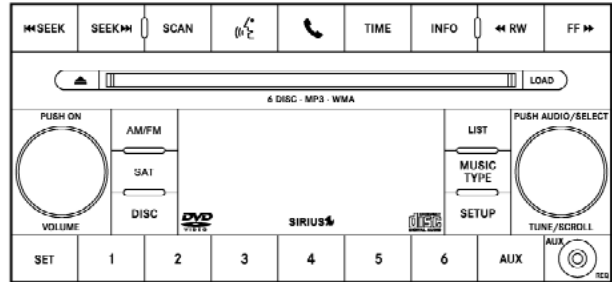 SEEK SEEK SCAN TIME INFO RW FF
LOAD
6 DISC - MP3 - WMA
PUSH ON
AM/FM
LIST
PUSH AUDIO/SELECT
SAT
MUSIC
TYPE
DISC
DVD
VIDEO
SIRIUS
disc
SETUP
VOLUME
TUNE/SCROLL
SET 1 2 3 4 5 6 AUX
AUX